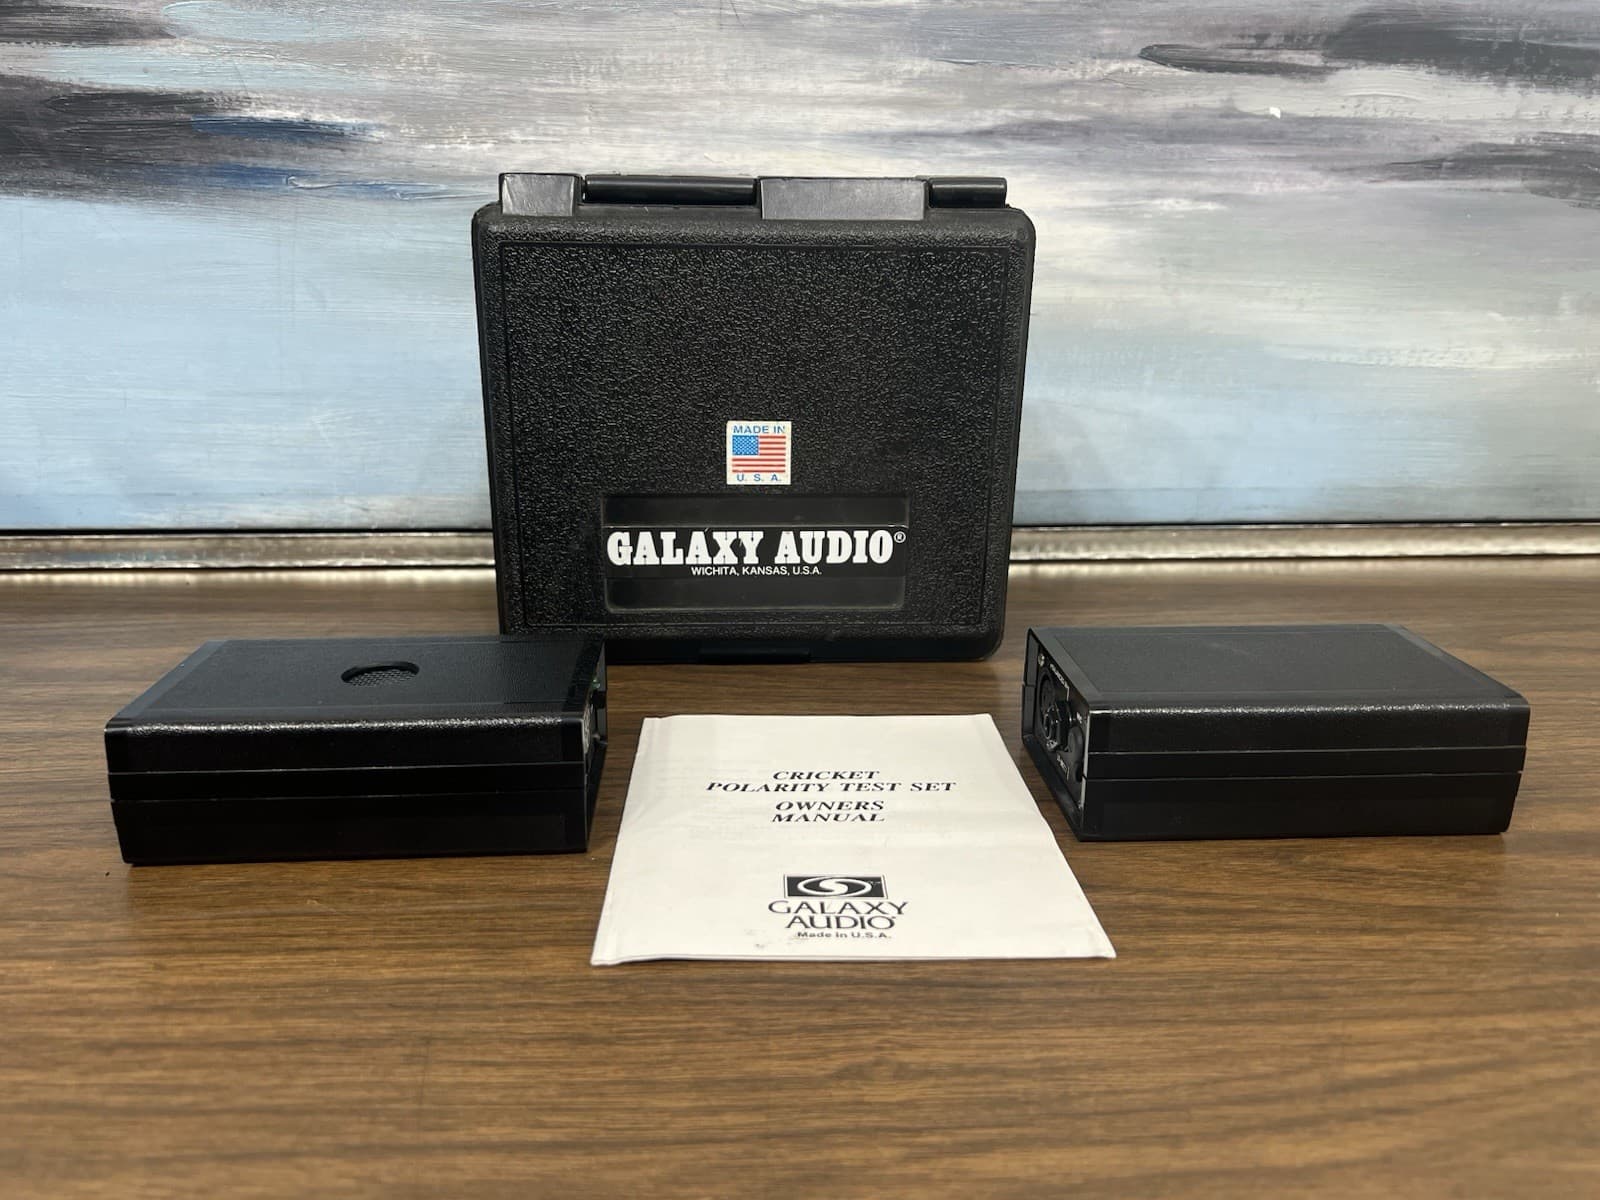 MADE IN
U. S. A.
GALAXY AUDIO®
WICHITA, KANSAS, U.S.A.
CRICKET
POLARITY TEST SET
OWNERS
MANUAL
GALAXY
AUDIO
Made in U.S.A.